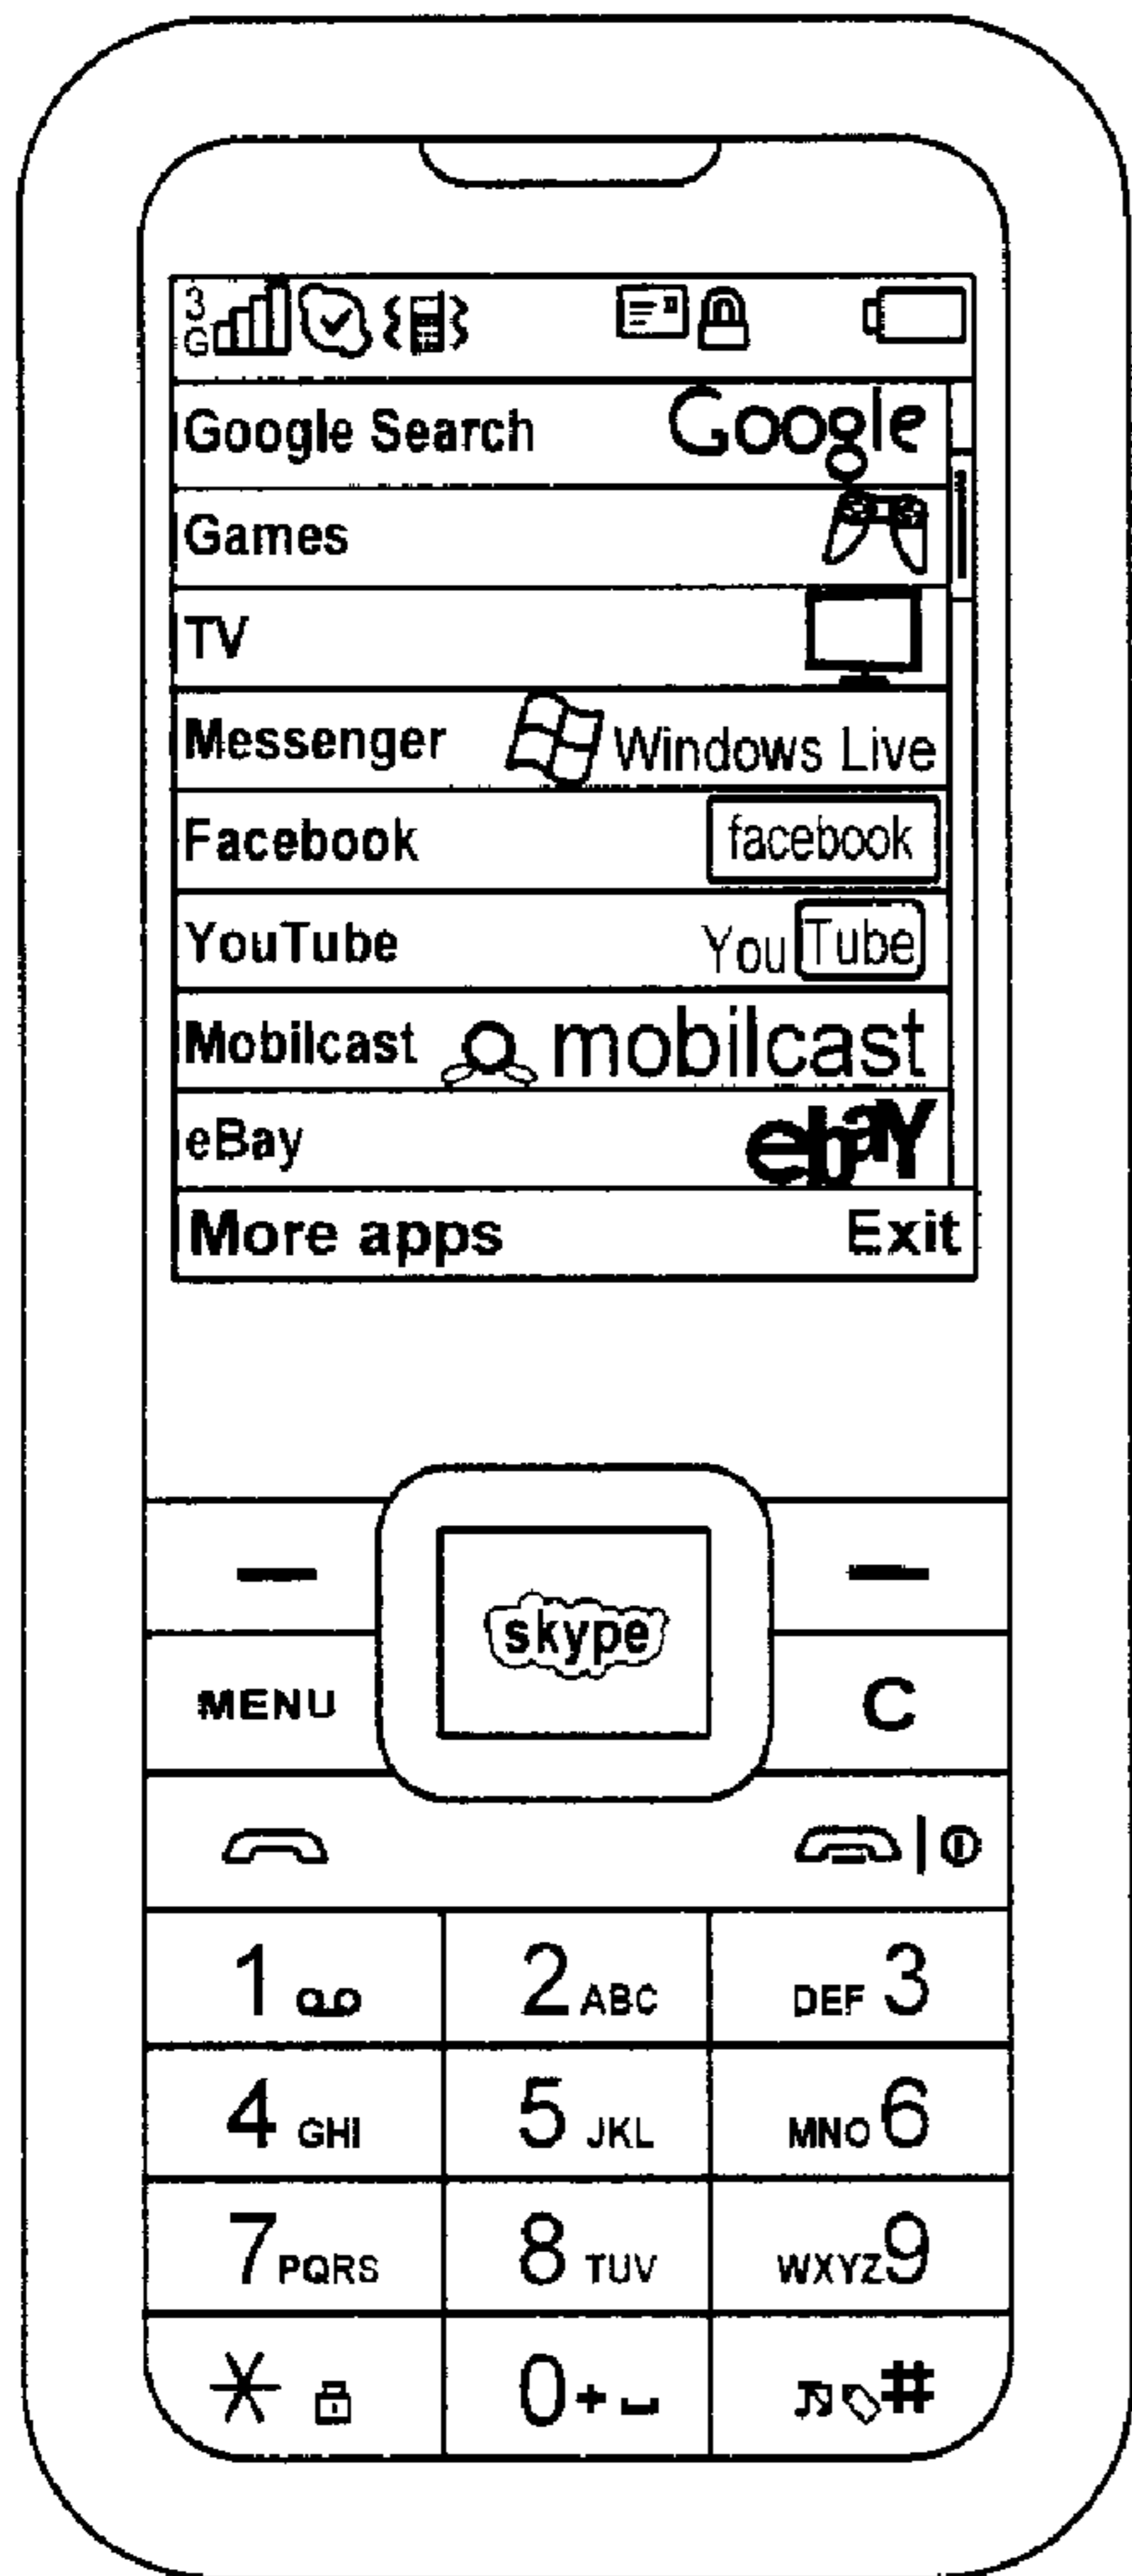 3G
Google Search Google
Games
TV
Messenger Windows Live
Facebook facebook
YouTube YouTube
Mobilcast mobilcast
eBay ebaY
More apps Exit
skype
MENU C
1 2 ABC DEF 3
4 GHI 5 JKL MNO 6
7 PQRS 8 TUV WXYZ 9
* 0 + #